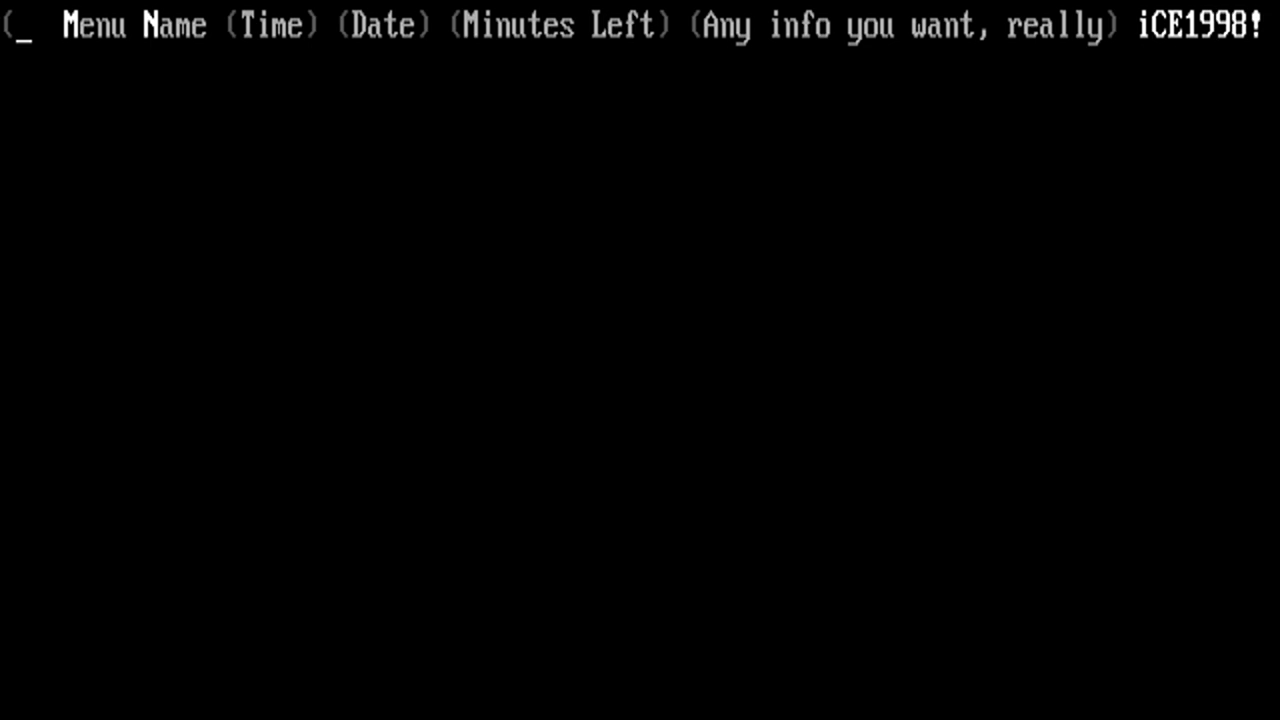 (_  Menu Name (Time) (Date) (Minutes Left) (Any info you want, really) iCE1998!